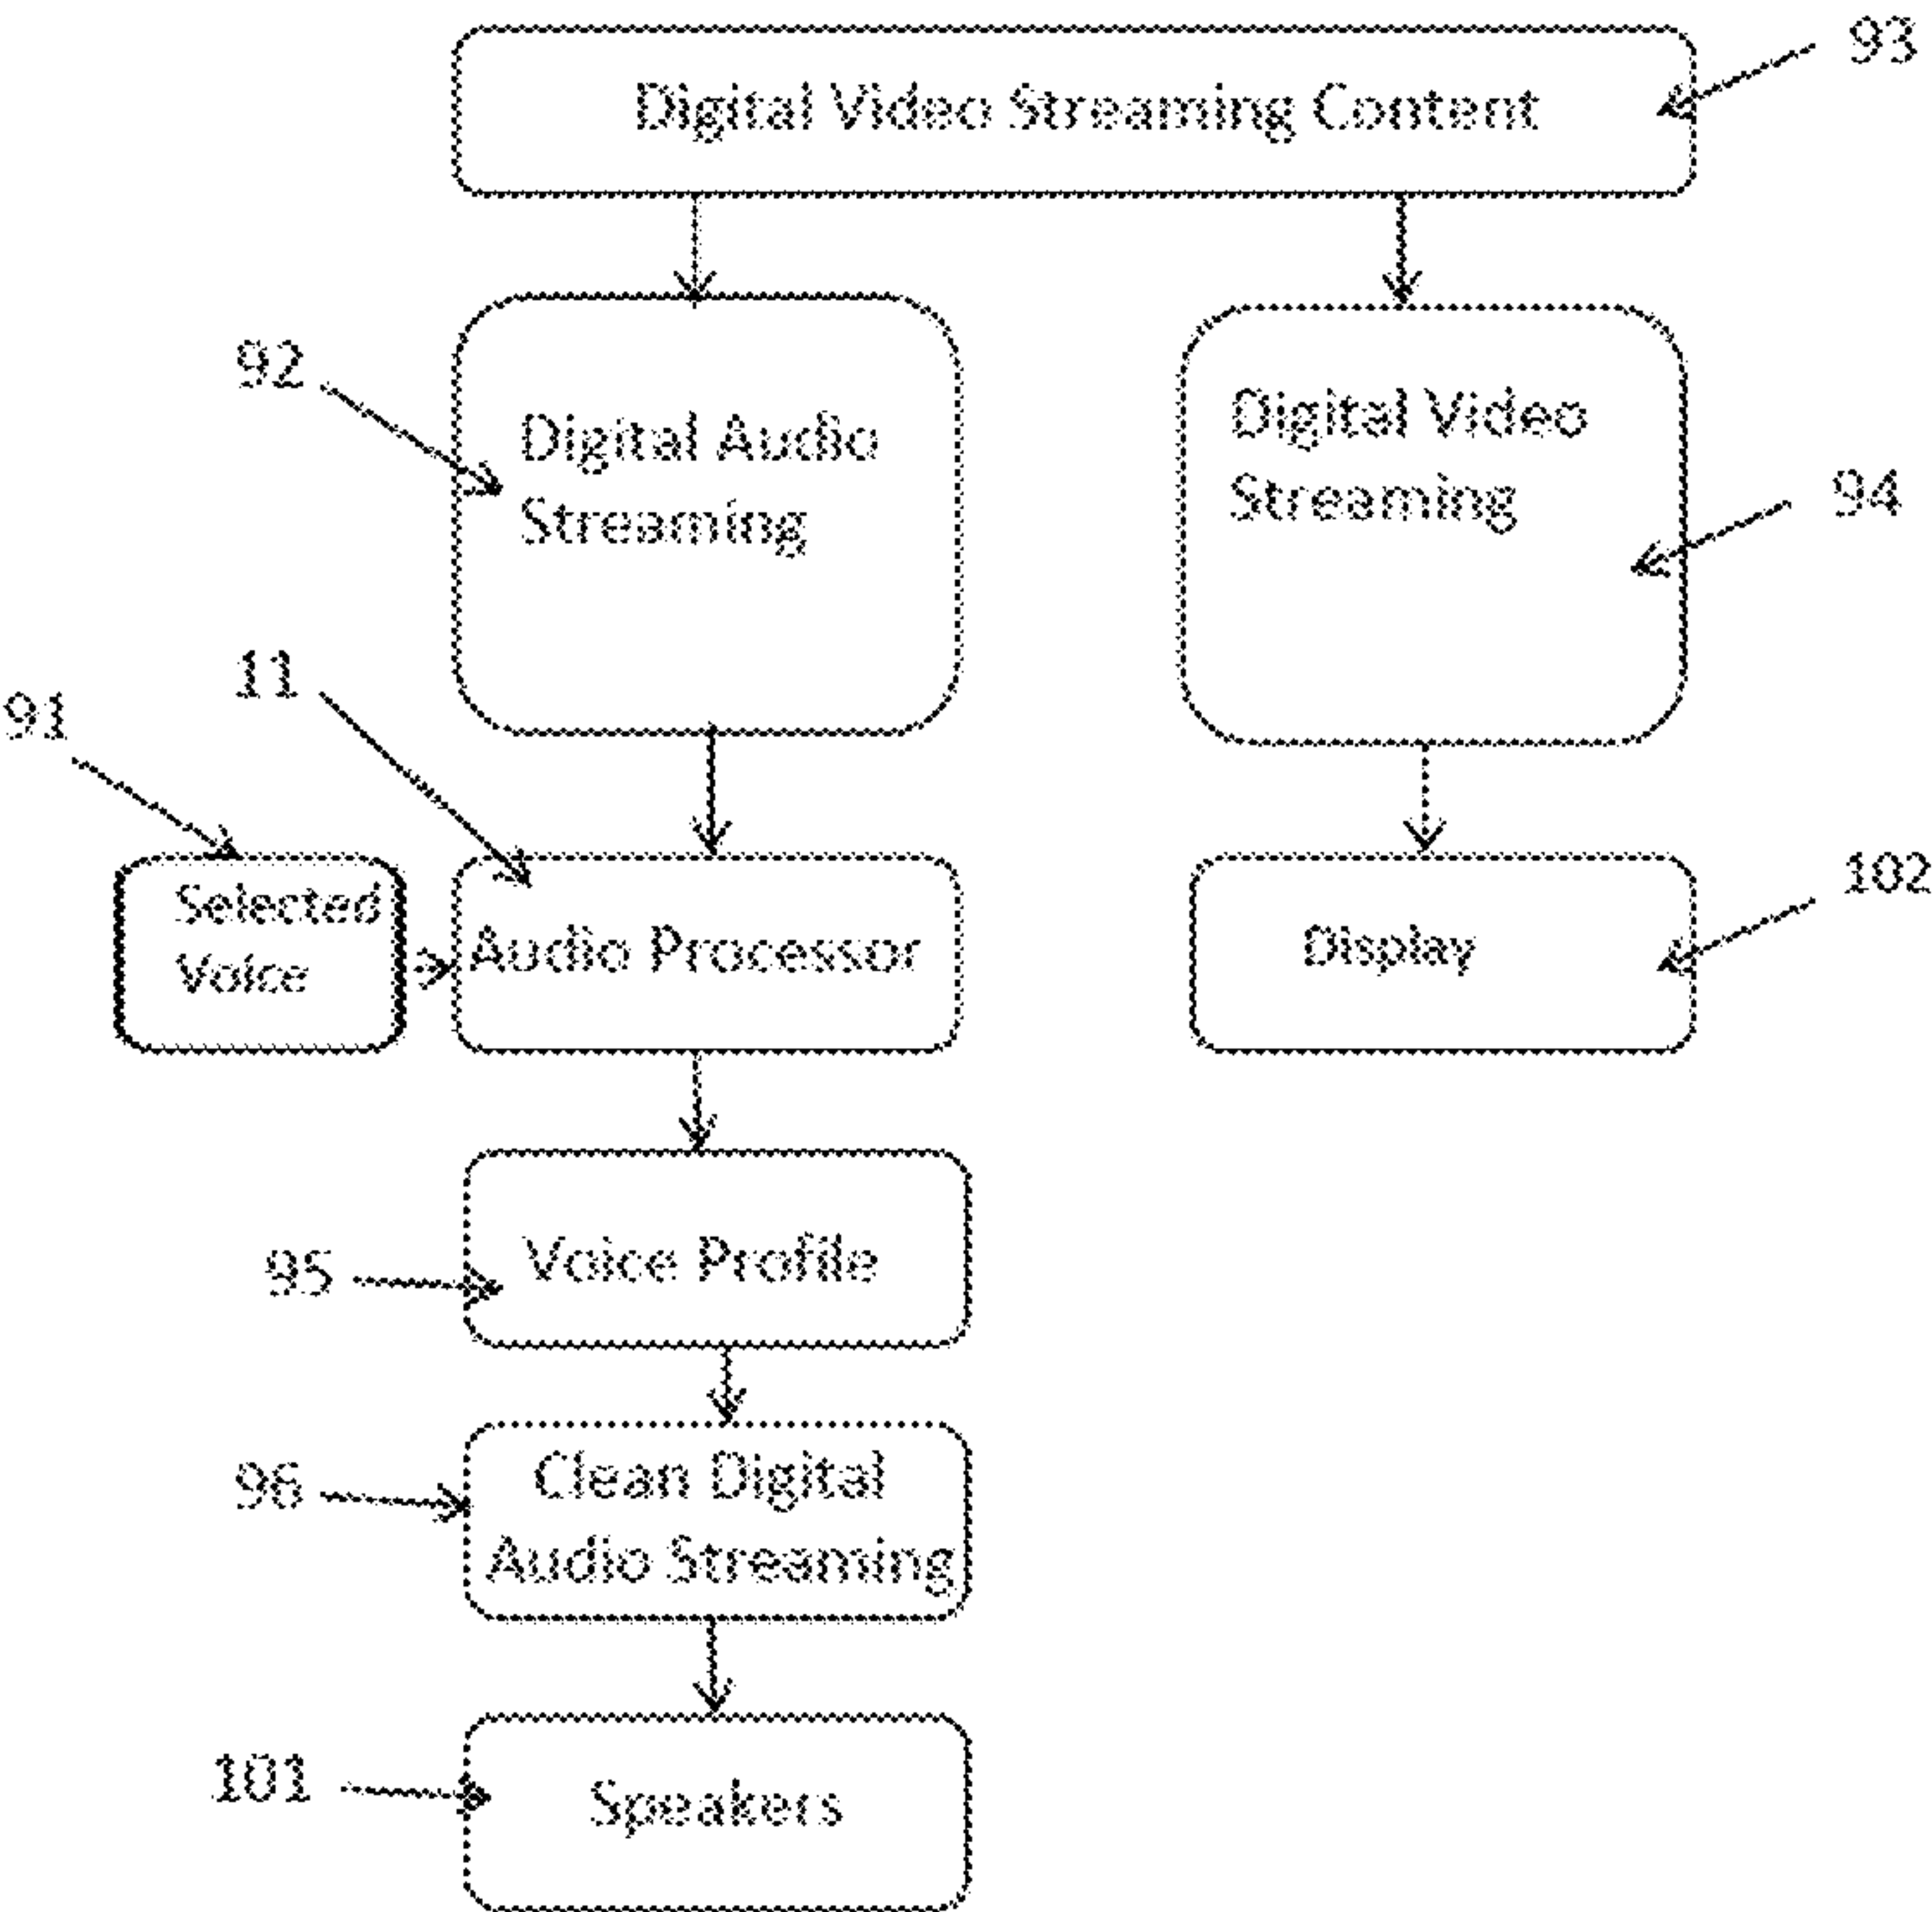 93
Digital Video Streaming Content
92
Digital Audio
Streaming
Digital Video
Streaming
94
11
91
Selected
Voice
Audio Processor
Display
102
95
Voice Profile
96
Clean Digital
Audio Streaming
101
Speakers